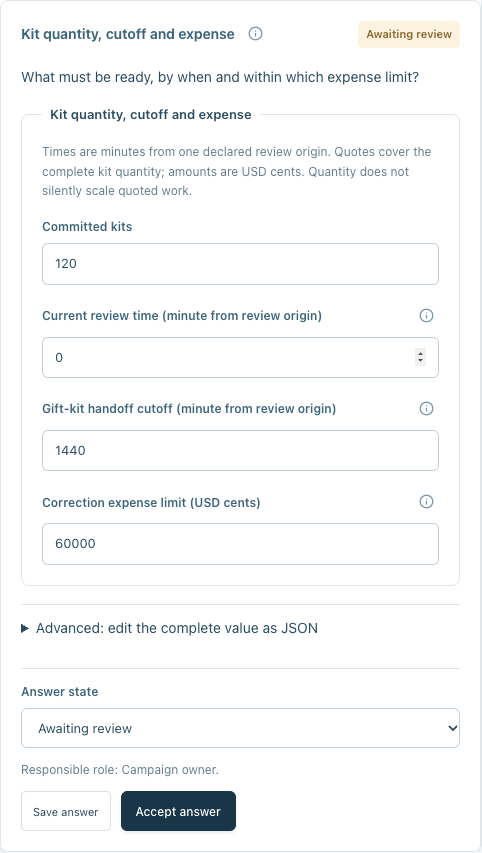 Kit quantity, cutoff and expense
Awaiting review
What must be ready, by when and within which expense limit?
Kit quantity, cutoff and expense
Times are minutes from one declared review origin. Quotes cover the
complete kit quantity; amounts are USD cents. Quantity does not
silently scale quoted work.
Committed kits
120
Current review time (minute from review origin)
0
Gift-kit handoff cutoff (minute from review origin)
1440
Correction expense limit (USD cents)
60000
Advanced: edit the complete value as JSON
Answer state
Awaiting review
Responsible role: Campaign owner.
Save answer
Accept answer